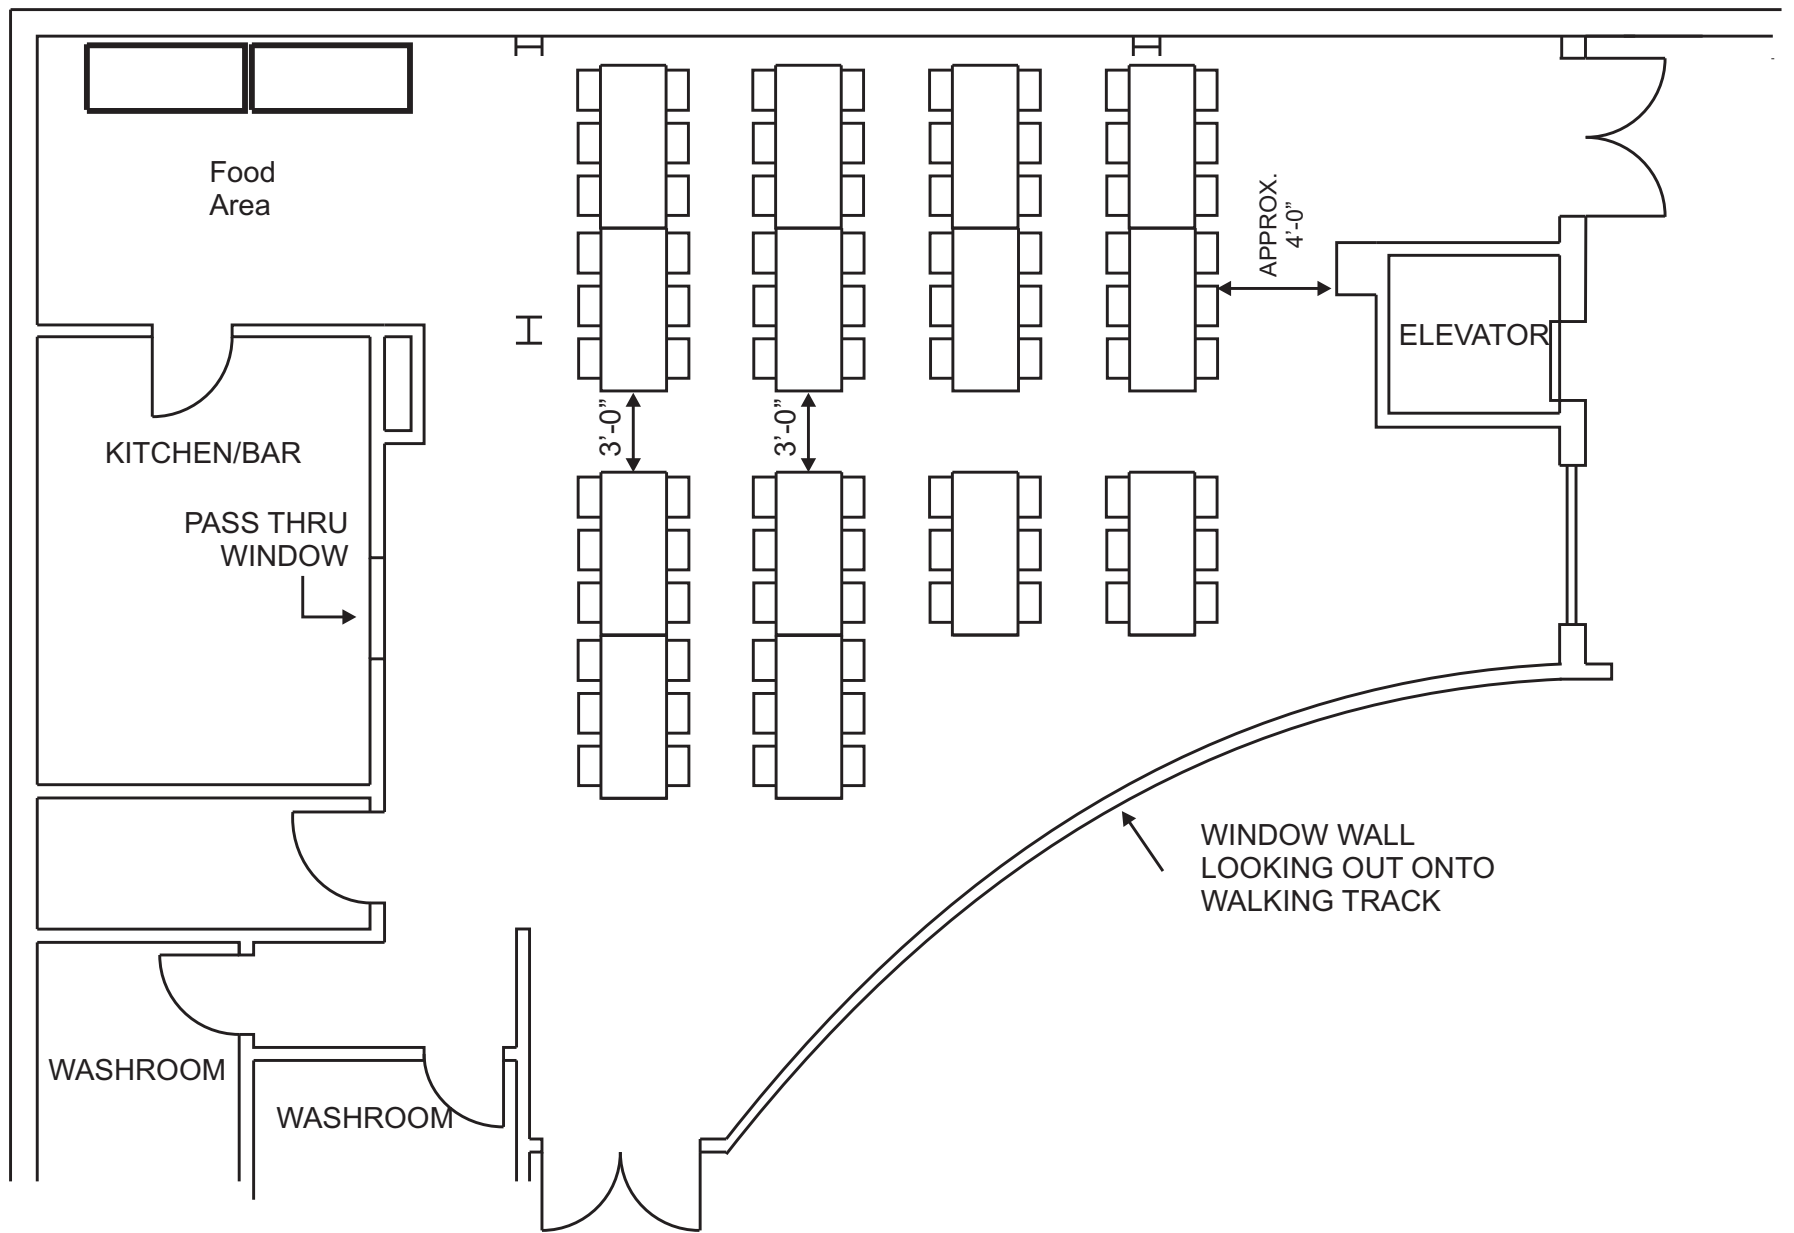 Food
Area
APPROX.
4’-0”
ELEVATOR
3’-0”
3’-0”
KITCHEN/BAR
PASS THRU
WINDOW
WINDOW WALL
LOOKING OUT ONTO
WALKING TRACK
WASHROOM
WASHROOM